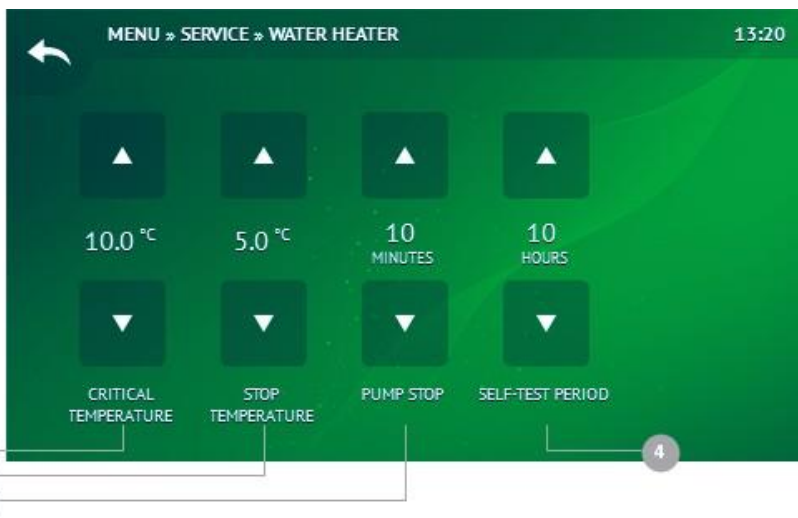 MENU » SERVICE » WATER HEATER
13:20
10.0 °C
5.0 °C
10
MINUTES
10
HOURS
CRITICAL
TEMPERATURE
STOP
TEMPERATURE
PUMP STOP
SELF-TEST PERIOD
4